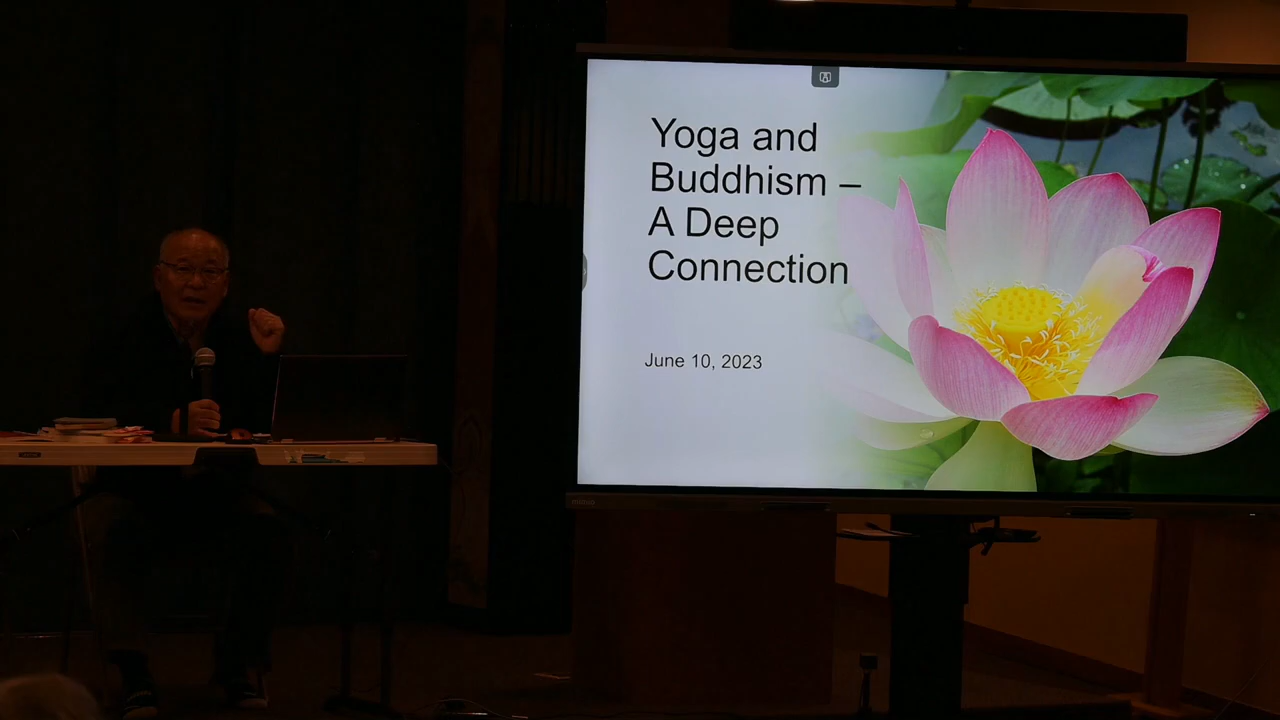 Yoga and
Buddhism –
A Deep
Connection
June 10, 2023